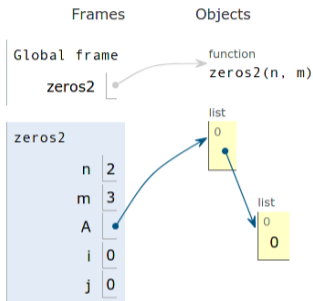 Frames Objects
Global frame
function
zeros2(n, m)
zeros2
list
zeros2
0
n 2
m 3
A
list
0
i 0
0
j 0